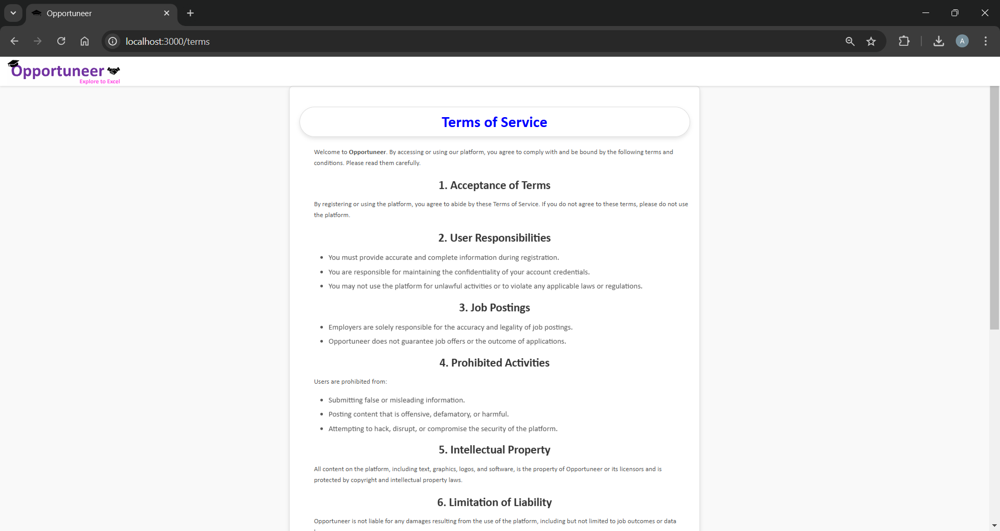 Opportuneer
localhost:3000/terms
A
Opportuneer
Explore to Excel
Terms of Service
Welcome to Opportuneer. By accessing or using our platform, you agree to comply with and be bound by the following terms and
conditions. Please read them carefully.
1. Acceptance of Terms
By registering or using the platform, you agree to abide by these Terms of Service. If you do not agree to these terms, please do not use
the platform.
2. User Responsibilities
• You must provide accurate and complete information during registration.
• You are responsible for maintaining the confidentiality of your account credentials.
• You may not use the platform for unlawful activities or to violate any applicable laws or regulations.
3. Job Postings
• Employers are solely responsible for the accuracy and legality of job postings.
• Opportuneer does not guarantee job offers or the outcome of applications.
4. Prohibited Activities
Users are prohibited from:
• Submitting false or misleading information.
• Posting content that is offensive, defamatory, or harmful.
• Attempting to hack, disrupt, or compromise the security of the platform.
5. Intellectual Property
All content on the platform, including text, graphics, logos, and software, is the property of Opportuneer or its licensors and is
protected by copyright and intellectual property laws.
6. Limitation of Liability
Opportuneer is not liable for any damages resulting from the use of the platform, including but not limited to job outcomes or data